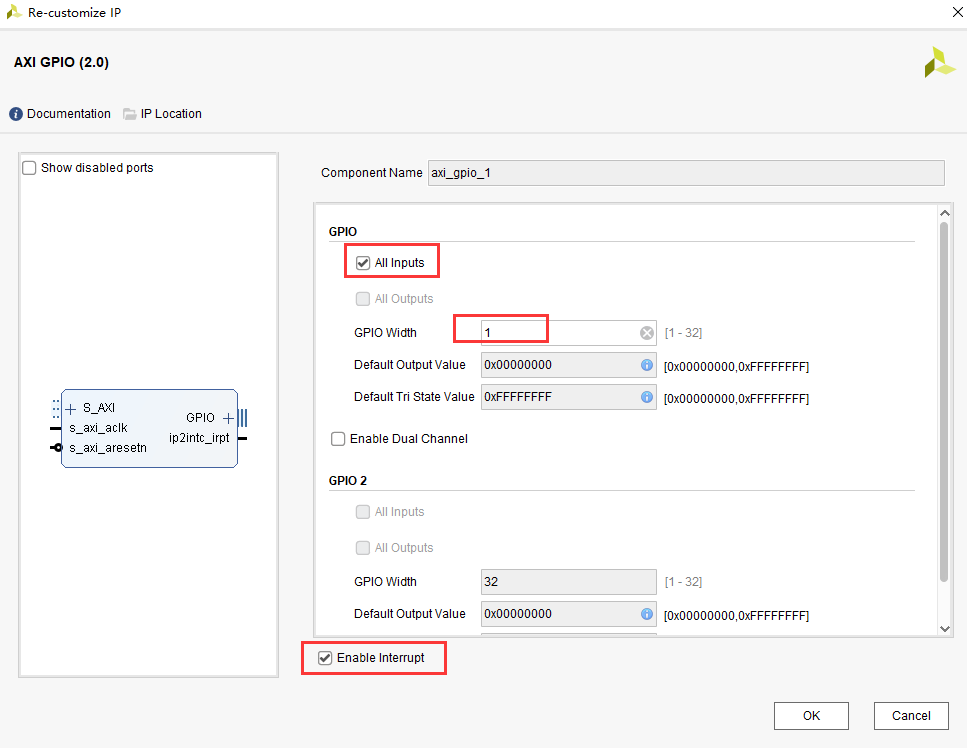 Re-customize IP
AXI GPIO (2.0)
Documentation IP Location
Show disabled ports
S_AXI
s_axi_aclk
s_axi_aresetn
GPIO
ip2intc_irpt
Component Name axi_gpio_1
GPIO
All Inputs
All Outputs
GPIO Width 1 [1 - 32]
Default Output Value 0x00000000 [0x00000000,0xFFFFFFFF]
Default Tri State Value 0xFFFFFFFF [0x00000000,0xFFFFFFFF]
Enable Dual Channel
GPIO 2
All Inputs
All Outputs
GPIO Width 32 [1 - 32]
Default Output Value 0x00000000 [0x00000000,0xFFFFFFFF]
Enable Interrupt
OK Cancel